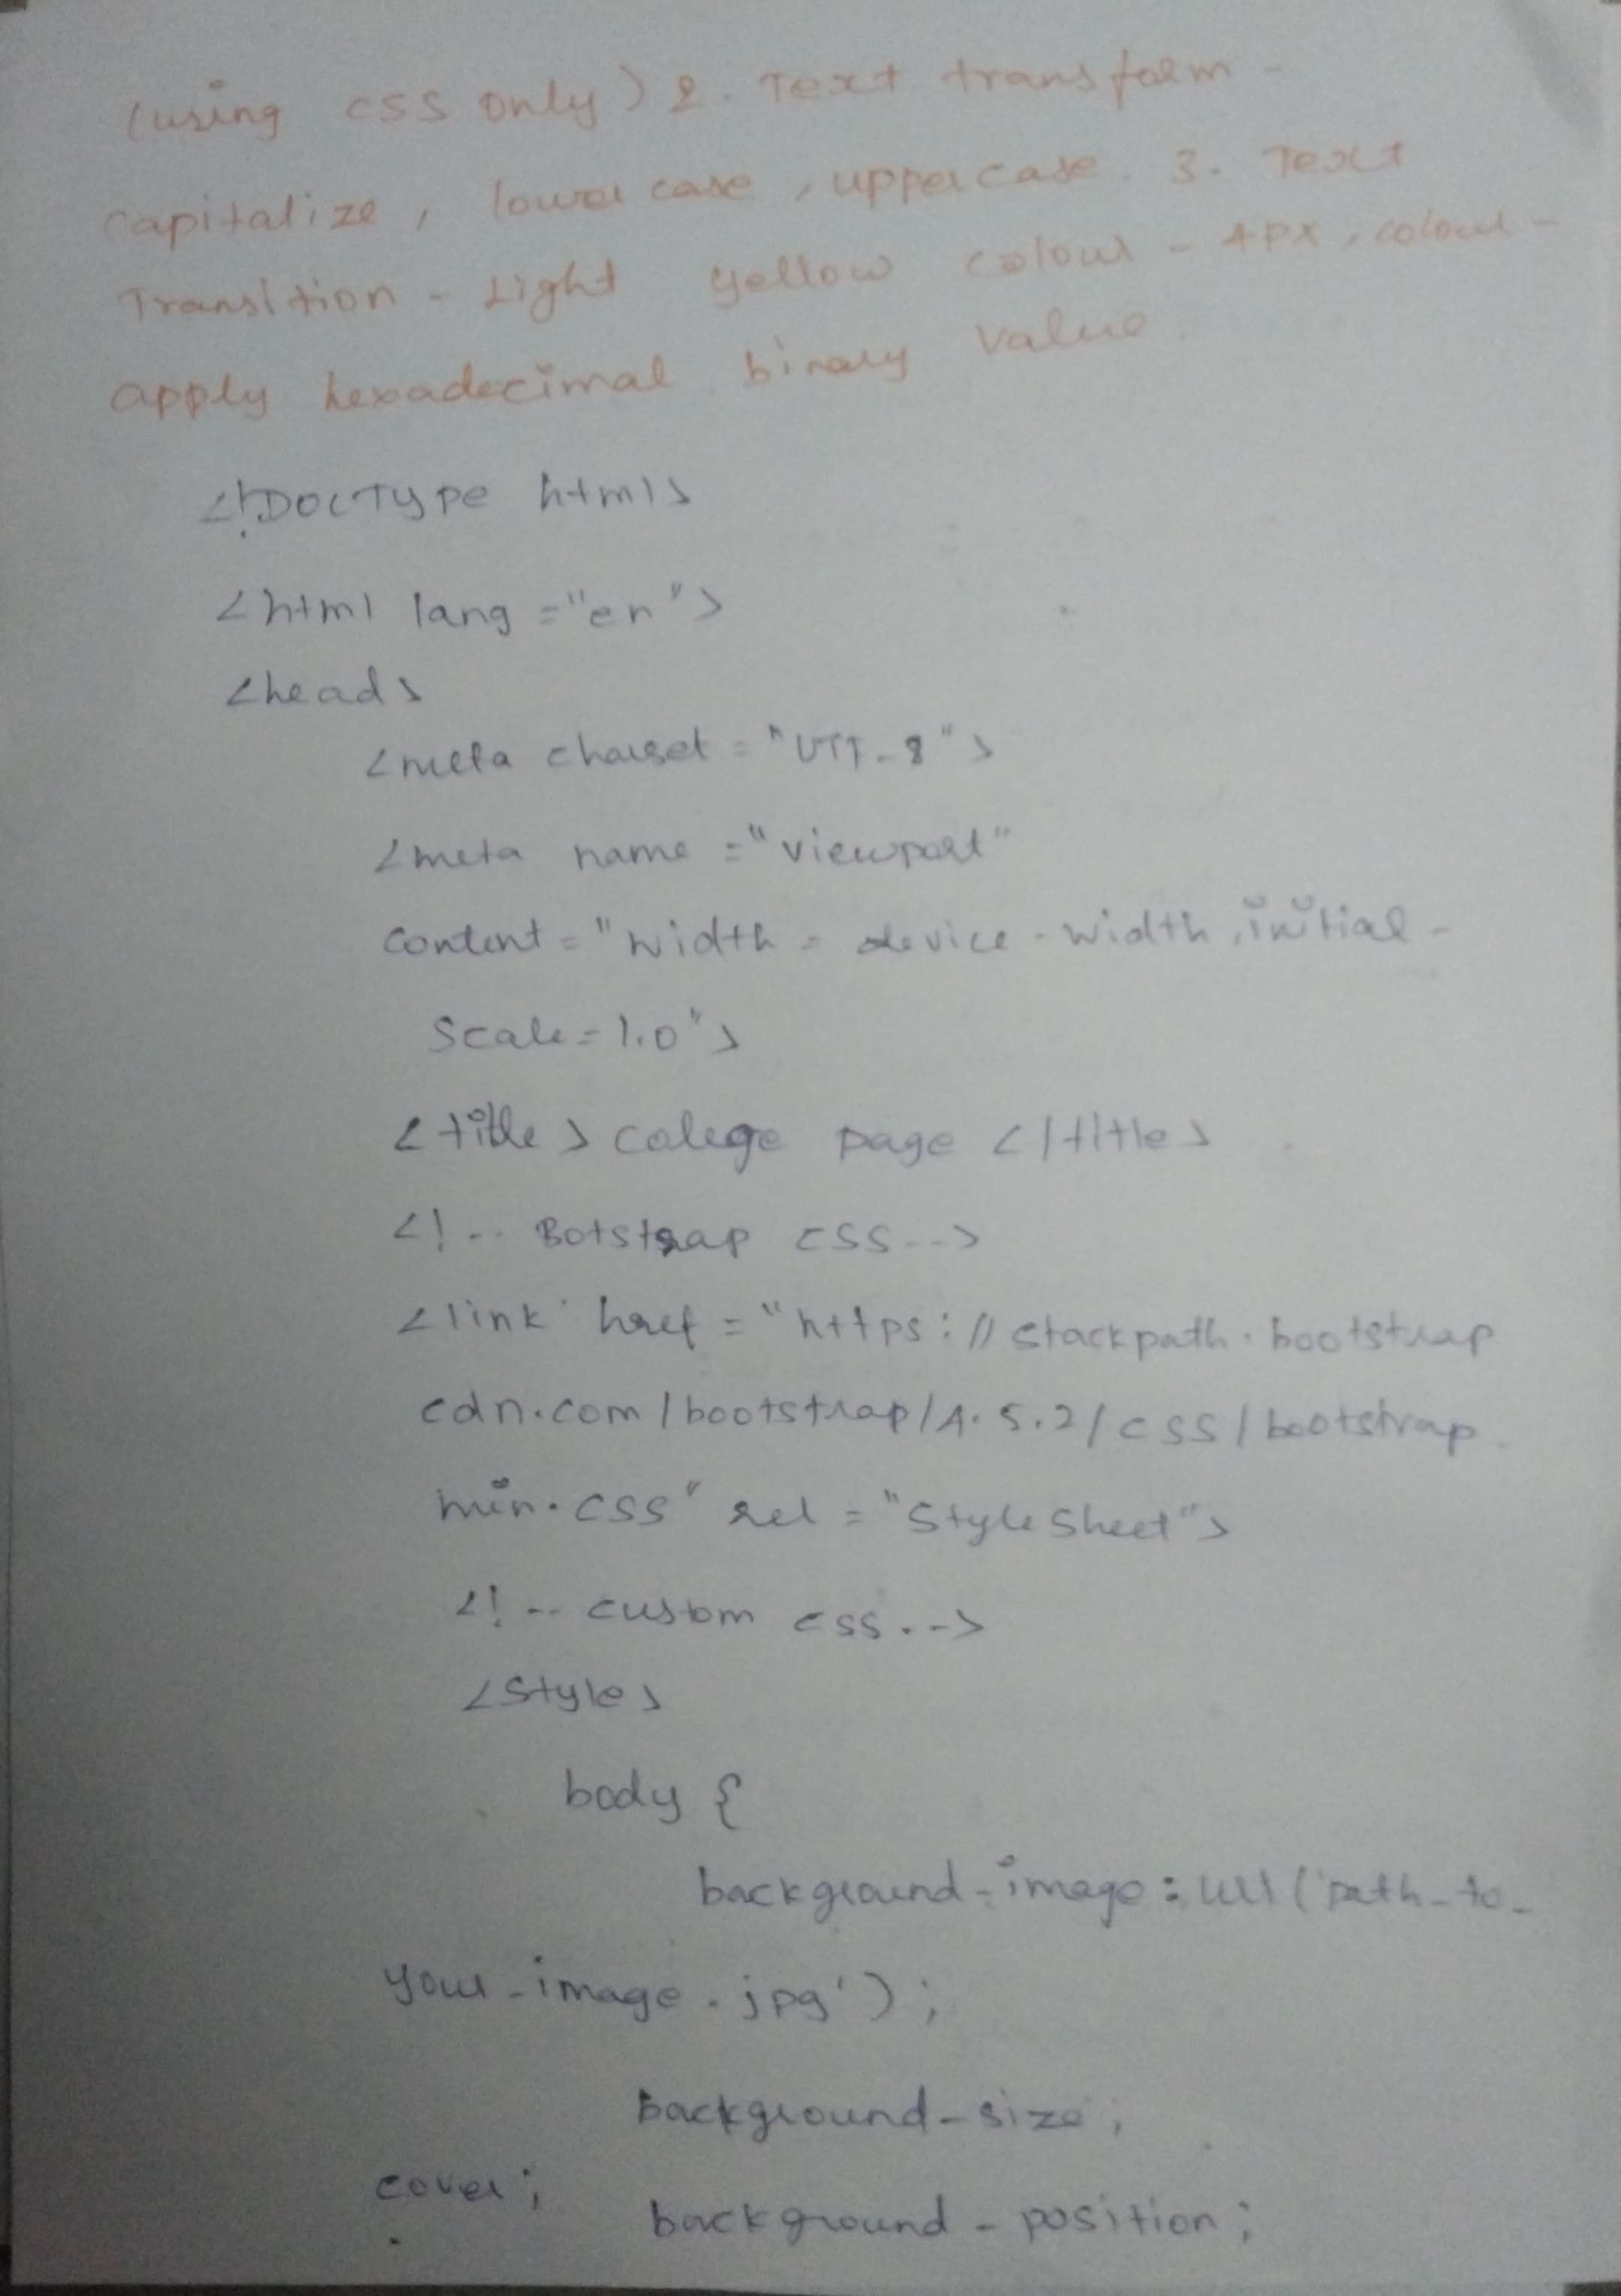 (using css only) 2. Text transform -
capitalize, lower case, uppercase. 3. Text
Transition - Light yellow colour - 4px, colour -
apply hexadecimal binary value.
<!DOCType html>
<html lang ="en">
<head>
<meta charset = "UTF-8">
<meta name ="viewport"
content = "width = device-width, initial-
Scale = 1.0">
<title> College page </title>
<!-- Botstrap CSS-->
<link href = "https://stackpath.bootstrap
cdn.com/bootstrap/4.5.2/css/bootstrap.
min.css" rel = "StyleSheet">
<!-- custom css-->
<Style>
body {
background-image: url('path-to-
your-image.jpg');
background-size;
cover;
background-position;